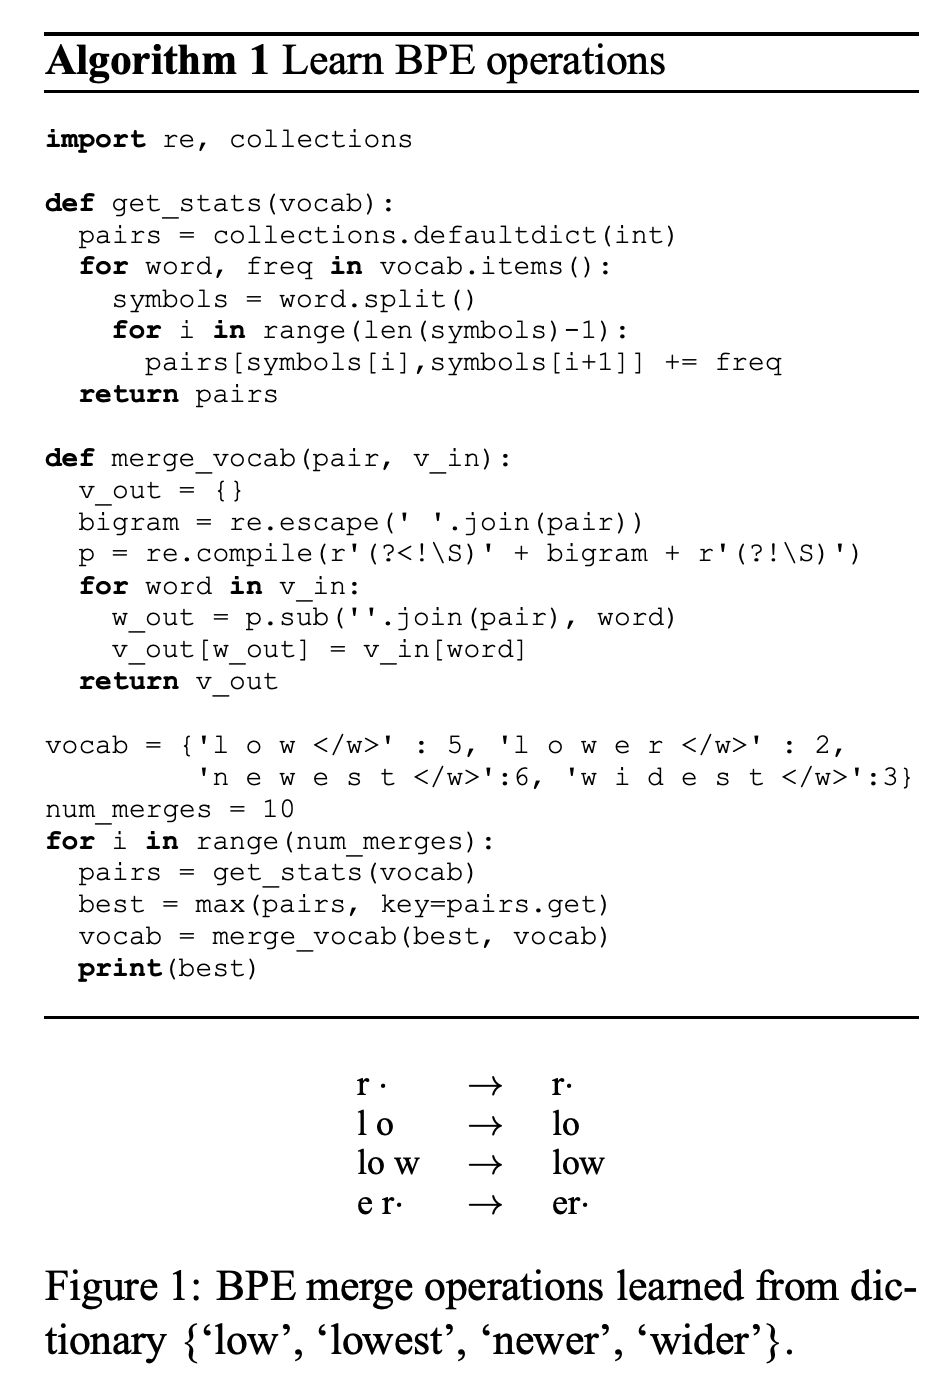 Algorithm 1 Learn BPE operations
import re, collections
def get_stats(vocab):
  pairs = collections.defaultdict(int)
  for word, freq in vocab.items():
    symbols = word.split()
    for i in range(len(symbols)-1):
      pairs[symbols[i],symbols[i+1]] += freq
  return pairs
def merge_vocab(pair, v_in):
  v_out = {}
  bigram = re.escape(' '.join(pair))
  p = re.compile(r'(?<!\S)' + bigram + r'(?!\S)')
  for word in v_in:
    w_out = p.sub(''.join(pair), word)
    v_out[w_out] = v_in[word]
  return v_out
vocab = {'l o w </w>' : 5, 'l o w e r </w>' : 2,
         'n e w e s t </w>':6, 'w i d e s t </w>':3}
num_merges = 10
for i in range(num_merges):
  pairs = get_stats(vocab)
  best = max(pairs, key=pairs.get)
  vocab = merge_vocab(best, vocab)
  print(best)
r · → r·
l o → lo
lo w → low
e r· → er·
Figure 1: BPE merge operations learned from dic-
tionary {‘low’, ‘lowest’, ‘newer’, ‘wider’}.